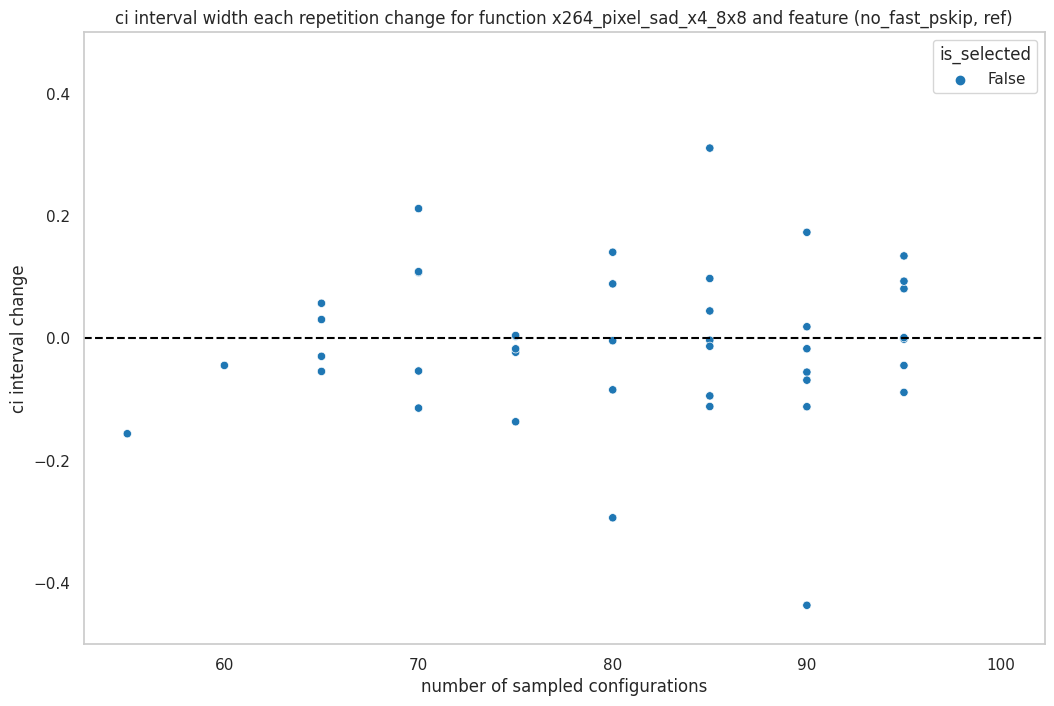 ci interval width each repetition change for function x264_pixel_sad_x4_8x8 and feature (no_fast_pskip, ref)
is_selected
False
0.4
0.2
0.0
−0.2
−0.4
ci interval change
60
70
80
90
100
number of sampled configurations